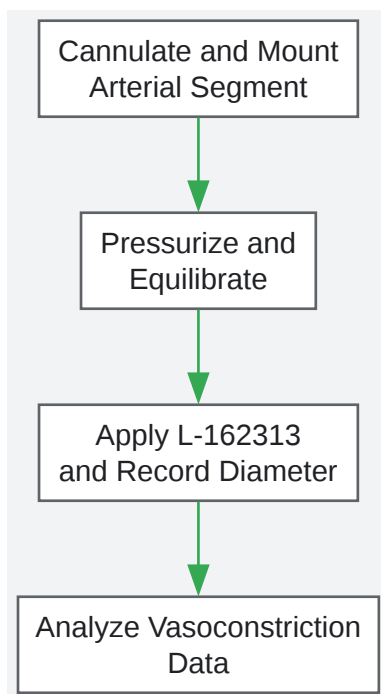 Cannulate and Mount
Arterial Segment
Pressurize and
Equilibrate
Apply L-162313
and Record Diameter
Analyze Vasoconstriction
Data